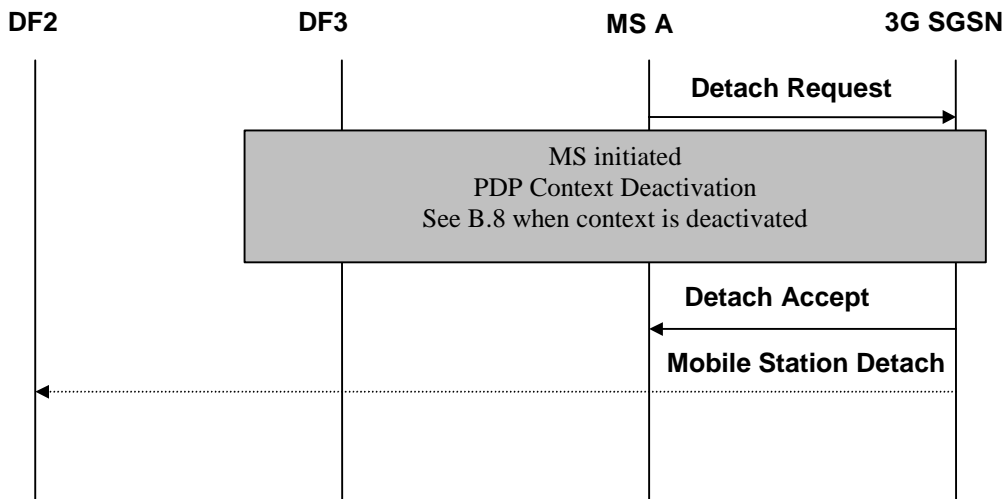 DF2 DF3 MS A 3G SGSN
Detach Request
MS initiated
PDP Context Deactivation
See B.8 when context is deactivated
Detach Accept
Mobile Station Detach